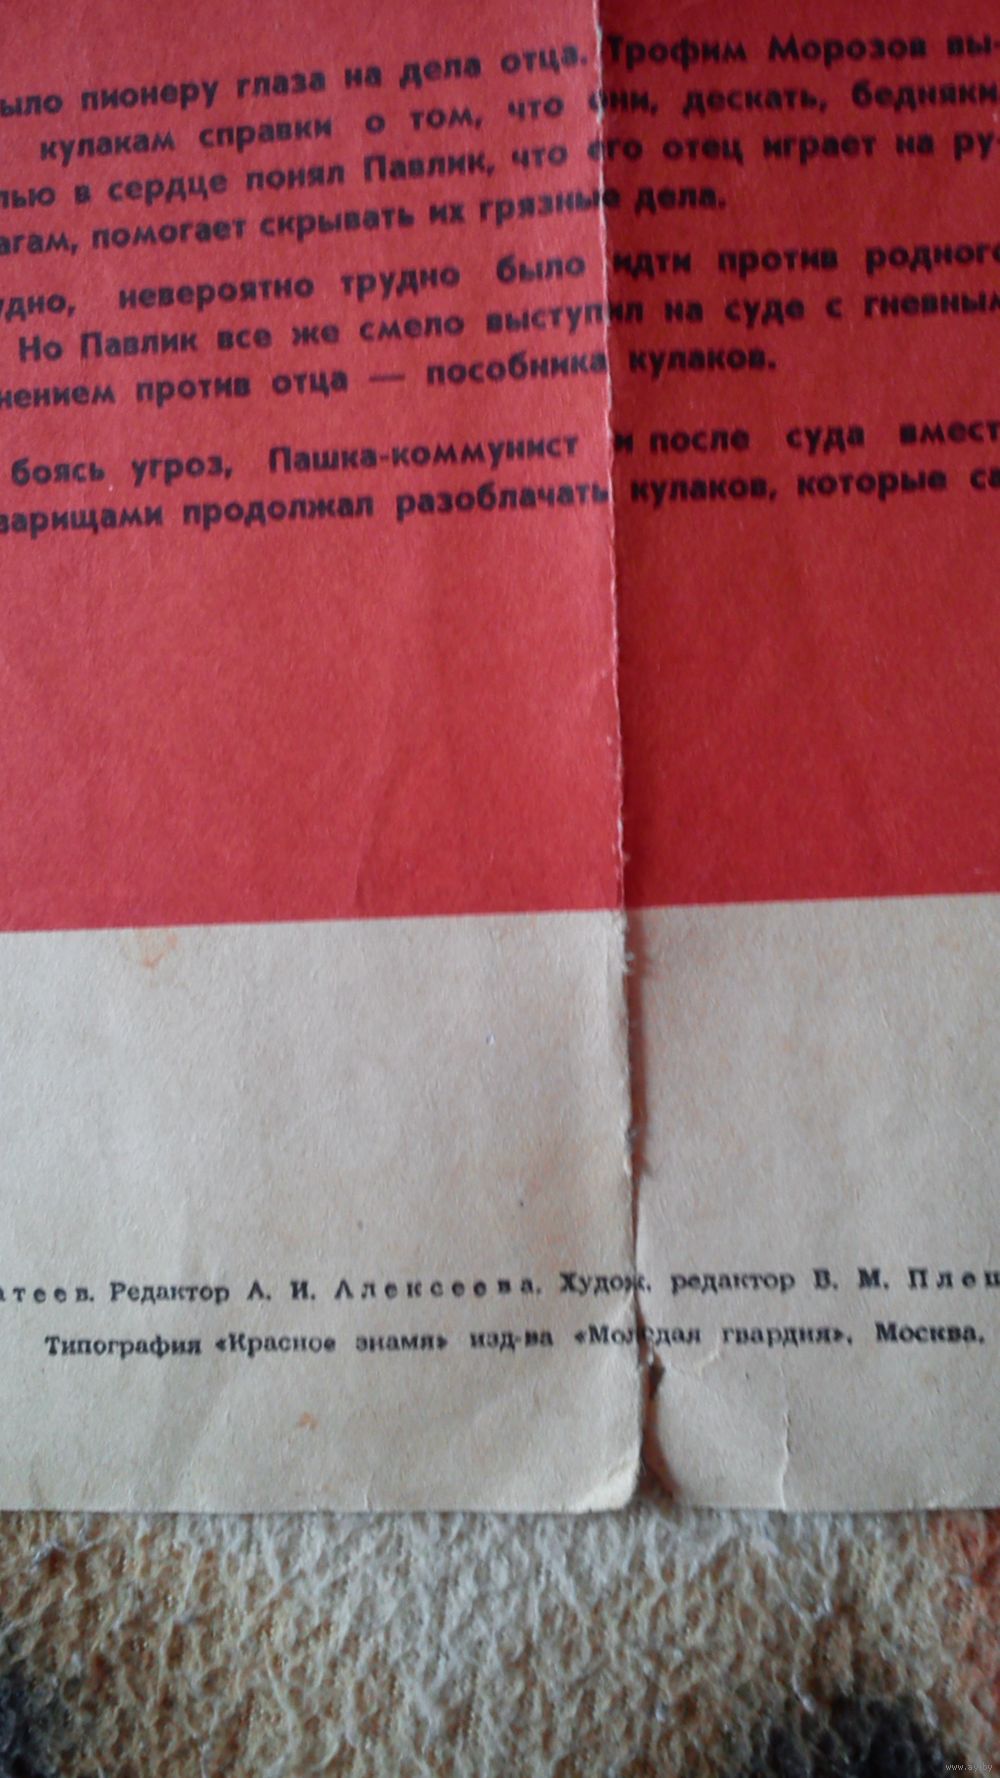 ыло пионеру глаза на дела отца. Трофим Морозов вы-
кулакам справки о том, что они, дескать, бедняки
лью в сердце понял Павлик, что его отец играет на ру-
агам, помогает скрывать их грязные дела.
удно, невероятно трудно было идти против родного
Но Павлик все же смело выступил на суде с гневным
нением против отца — пособника кулаков.
боясь угроз, Пашка-коммунист и после суда вмест
варищами продолжал разоблачать кулаков, которые са
атеев. Редактор А. И. Алексеева. Худож. редактор В. М. Плещ
Типография «Красное знамя» изд-ва «Молодая гвардия». Москва,
www.ay.by